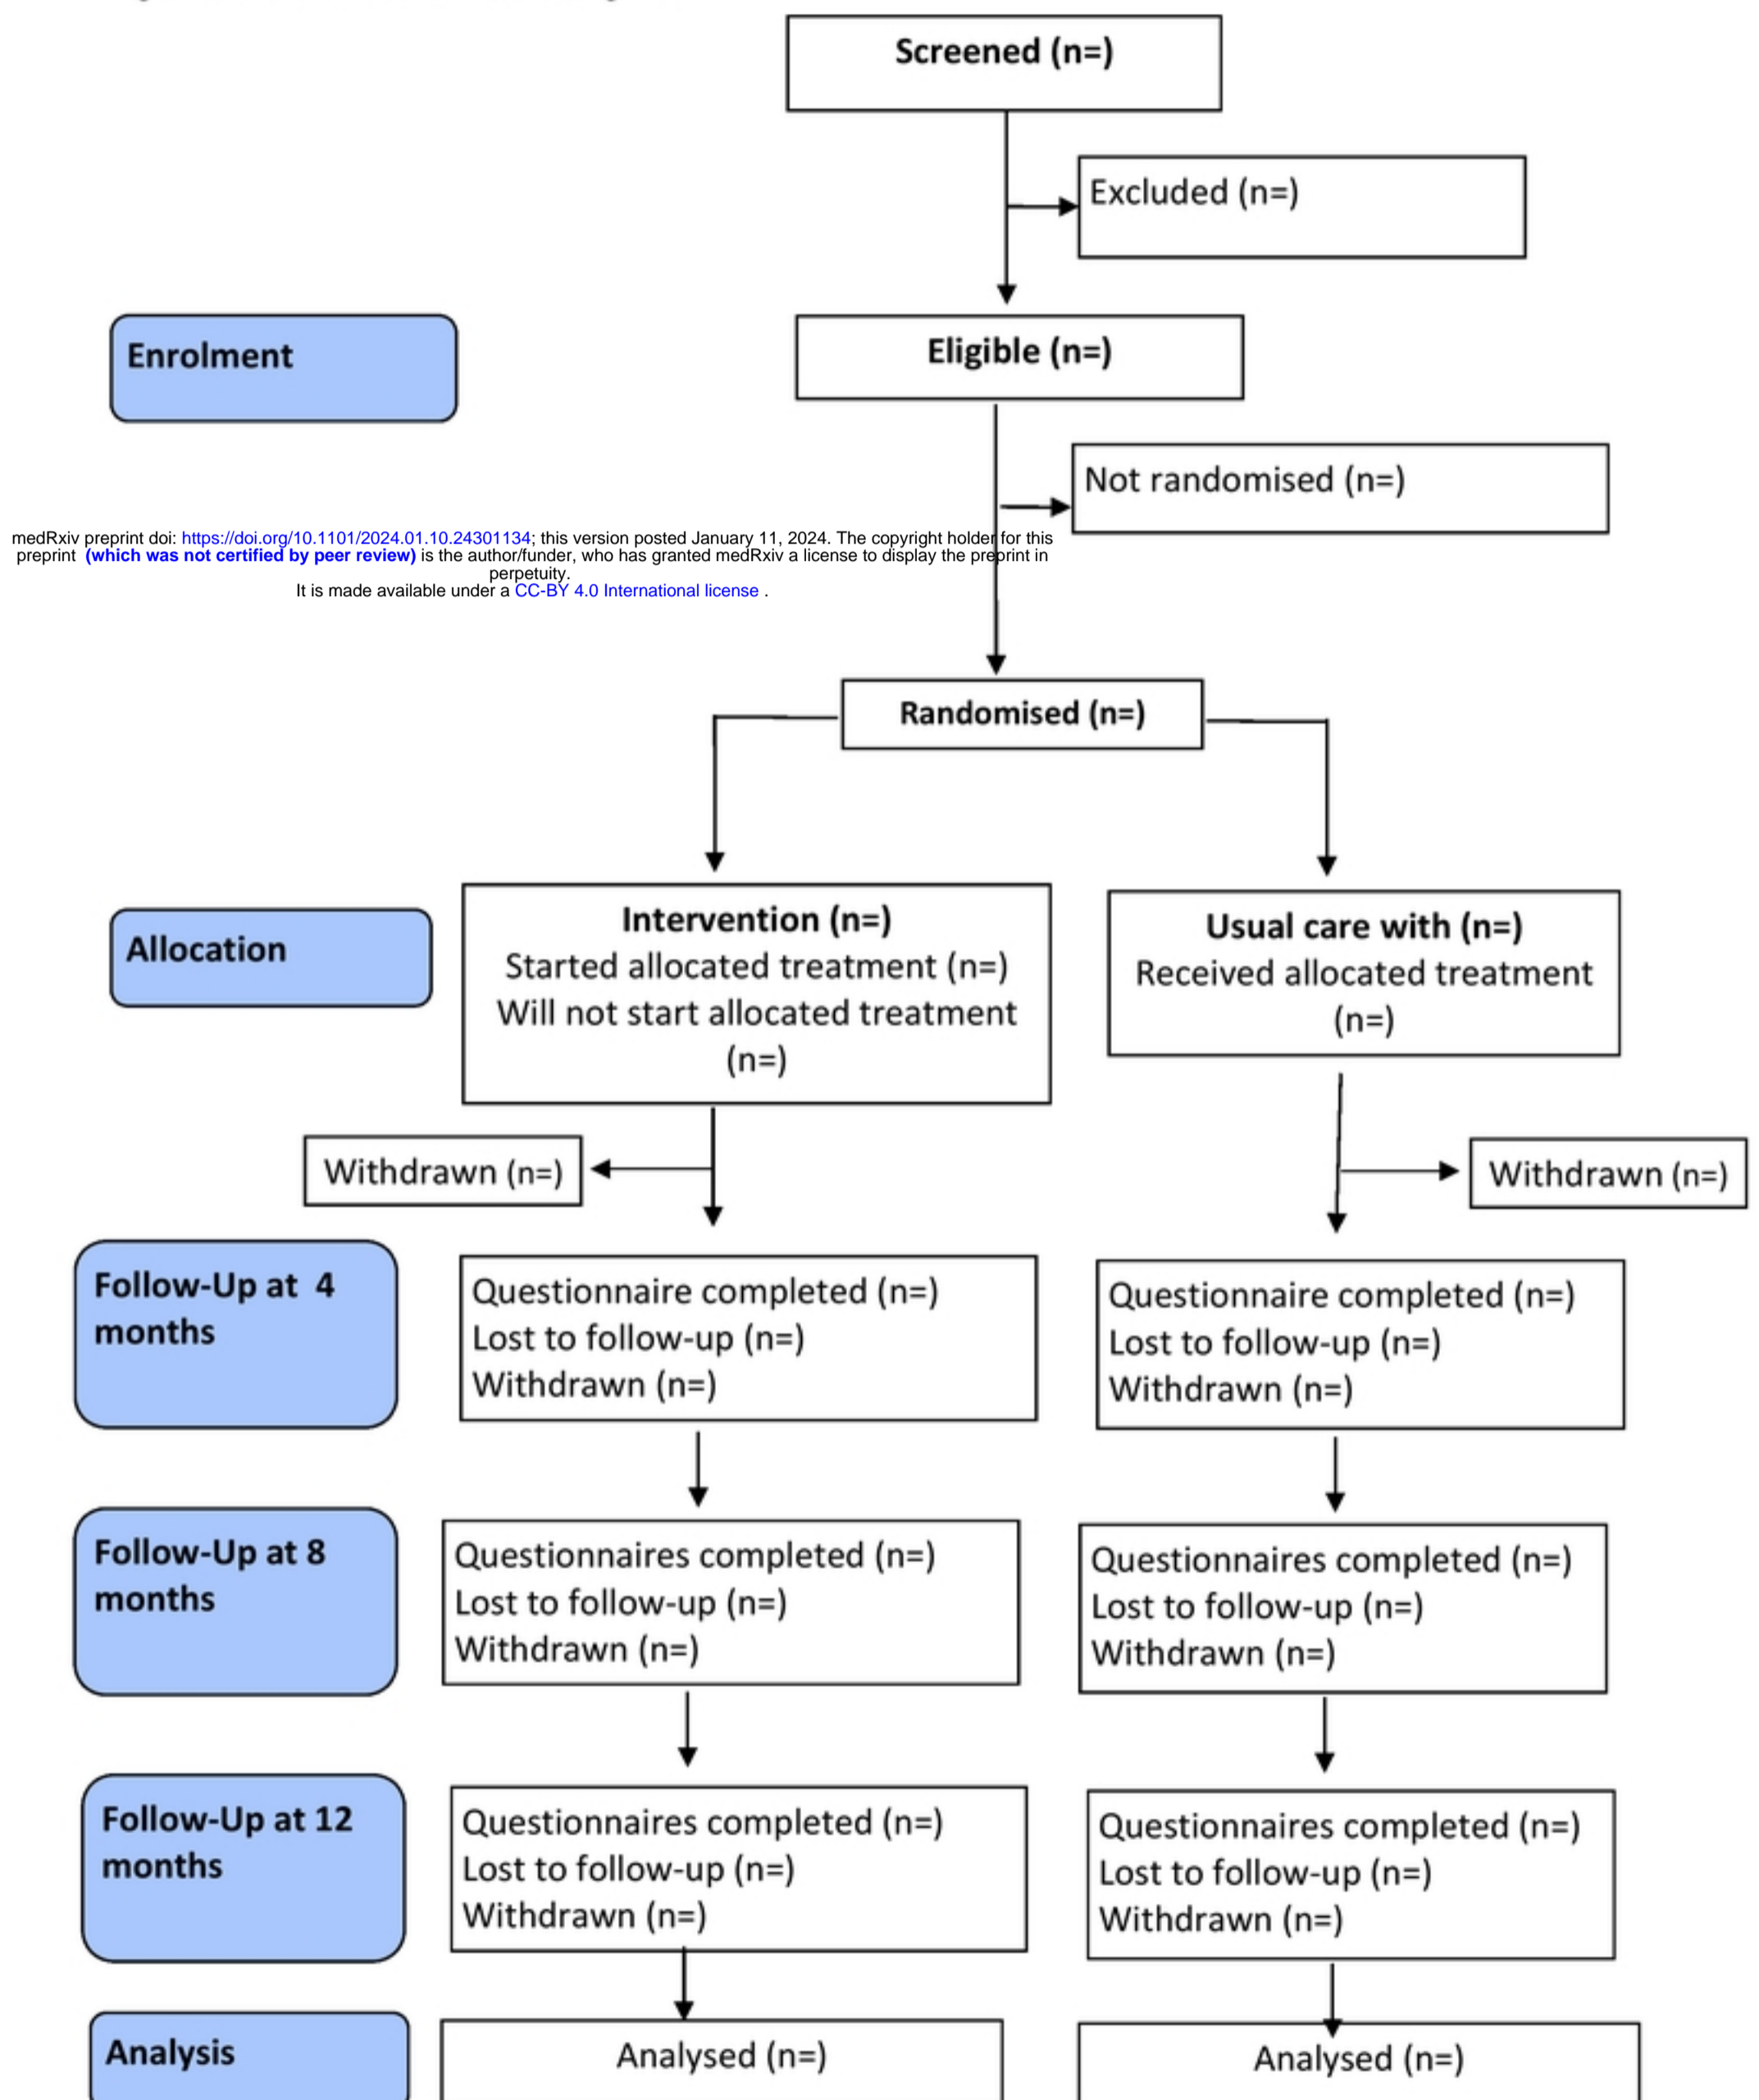 Screened (n=)
Excluded (n=)
Enrolment
Eligible (n=)
Not randomised (n=)
medRxiv preprint doi: https://doi.org/10.1101/2024.01.10.24301134; this version posted January 11, 2024. The copyright holder for this
preprint (which was not certified by peer review) is the author/funder, who has granted medRxiv a license to display the preprint in
perpetuity.
It is made available under a CC-BY 4.0 International license .
Randomised (n=)
Allocation
Intervention (n=)
Started allocated treatment (n=)
Will not start allocated treatment
(n=)
Usual care with (n=)
Received allocated treatment
(n=)
Withdrawn (n=)
Withdrawn (n=)
Follow-Up at 4
months
Questionnaire completed (n=)
Lost to follow-up (n=)
Withdrawn (n=)
Questionnaire completed (n=)
Lost to follow-up (n=)
Withdrawn (n=)
Follow-Up at 8
months
Questionnaires completed (n=)
Lost to follow-up (n=)
Withdrawn (n=)
Questionnaires completed (n=)
Lost to follow-up (n=)
Withdrawn (n=)
Follow-Up at 12
months
Questionnaires completed (n=)
Lost to follow-up (n=)
Withdrawn (n=)
Questionnaires completed (n=)
Lost to follow-up (n=)
Withdrawn (n=)
Analysis
Analysed (n=)
Analysed (n=)